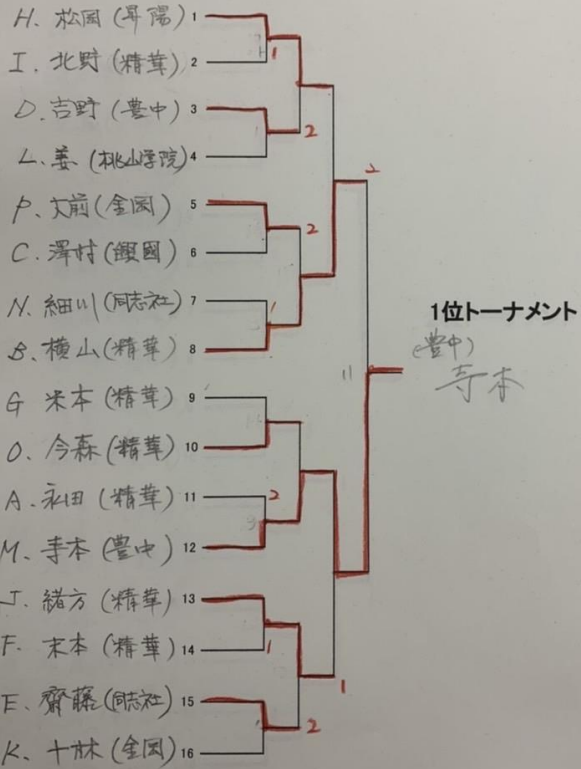 H. 松岡 (昇陽) 1
I. 北野 (精華) 2
D. 吉野 (豊中) 3
L. 姜 (桃山学院) 4
P. 大前 (金岡) 5
C. 澤村 (興國) 6
N. 細川 (同志社) 7
B. 横山 (精華) 8
G 米本 (精華) 9
O. 今森 (精華) 10
A. 永田 (精華) 11
M. 寺本 (豊中) 12
J. 緒方 (精華) 13
F. 末本 (精華) 14
E. 齋藤 (同志社) 15
K. 十林 (金岡) 16
1
2
2
1
2
1
2
2
1
11
1位トーナメント
(豊中)
寺本